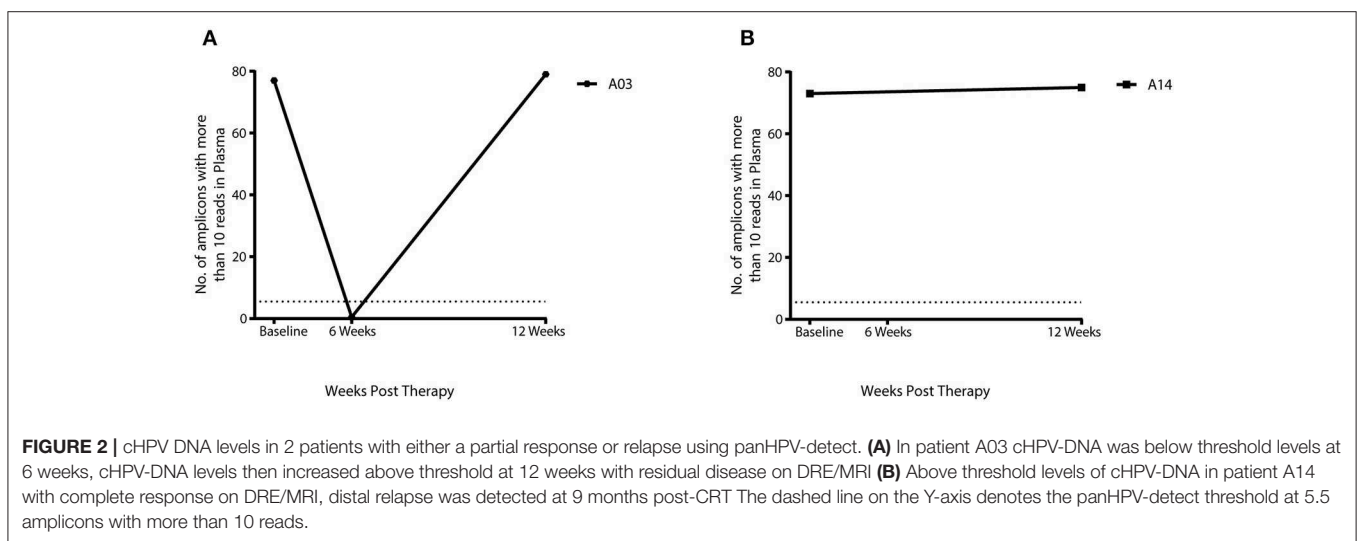 A
No. of amplicons with more
than 10 reads in Plasma
80
60
40
20
0
Baseline
6 Weeks
12 Weeks
Weeks Post Therapy
A03
B
No. of amplicons with more
than 10 reads in Plasma
80
60
40
20
0
Baseline
6 Weeks
12 Weeks
Weeks Post Therapy
A14
FIGURE 2 | cHPV DNA levels in 2 patients with either a partial response or relapse using panHPV-detect. (A) In patient A03 cHPV-DNA was below threshold levels at
6 weeks, cHPV-DNA levels then increased above threshold at 12 weeks with residual disease on DRE/MRI (B) Above threshold levels of cHPV-DNA in patient A14
with complete response on DRE/MRI, distal relapse was detected at 9 months post-CRT The dashed line on the Y-axis denotes the panHPV-detect threshold at 5.5
amplicons with more than 10 reads.